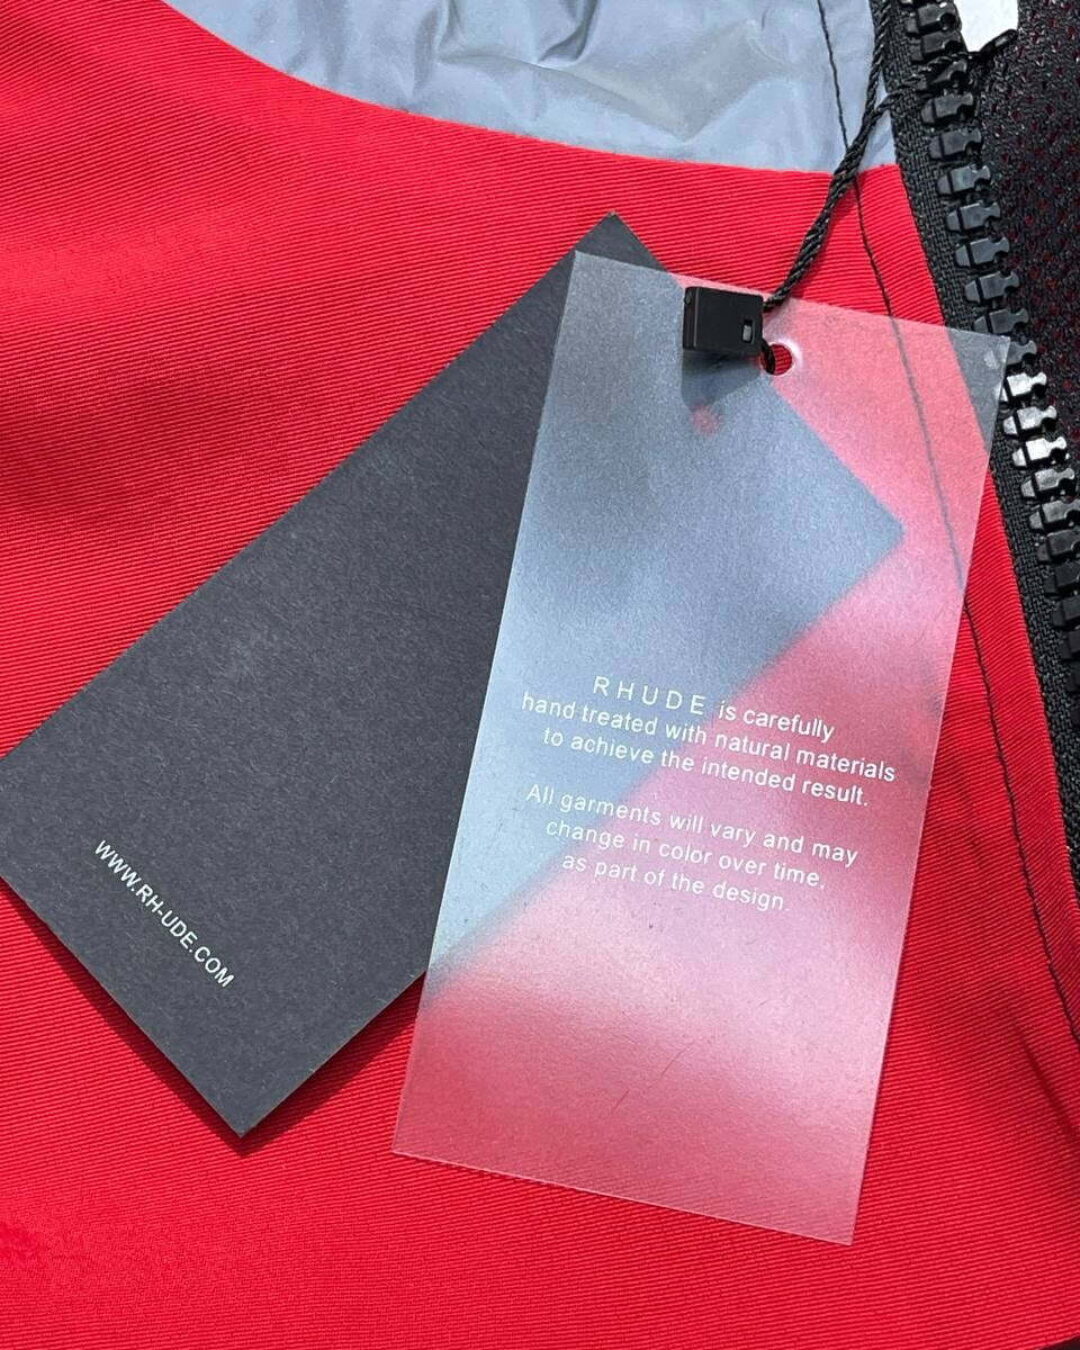 RHUDE is carefully
hand treated with natural materials
to achieve the intended result.
All garments will vary and may
change in color over time,
as part of the design.
WWW.RH-UDE.COM